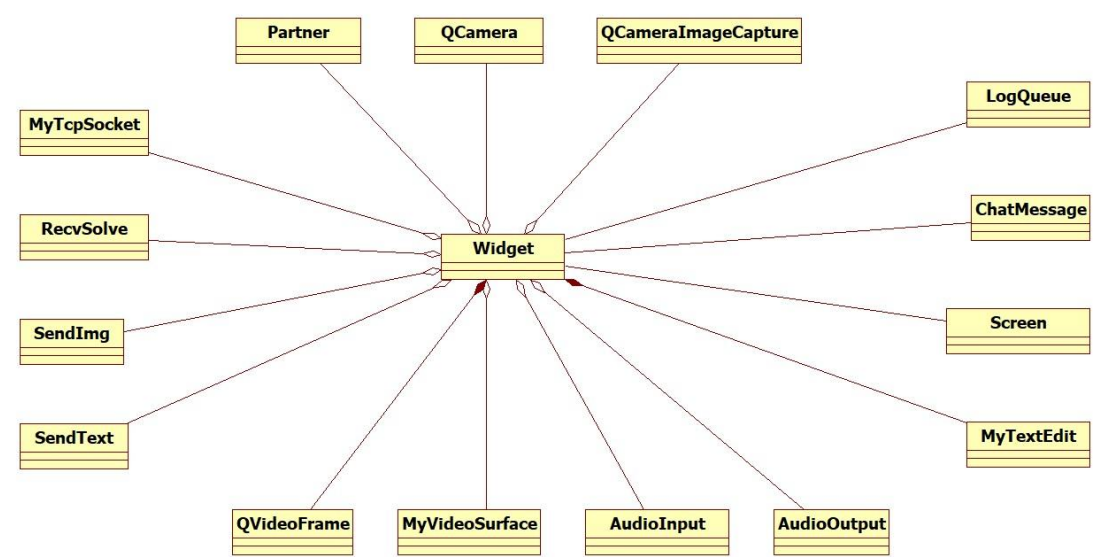 Partner
QCamera
QCameraImageCapture
LogQueue
MyTcpSocket
ChatMessage
RecvSolve
Widget
Screen
SendImg
SendText
MyTextEdit
QVideoFrame
MyVideoSurface
AudioInput
AudioOutput